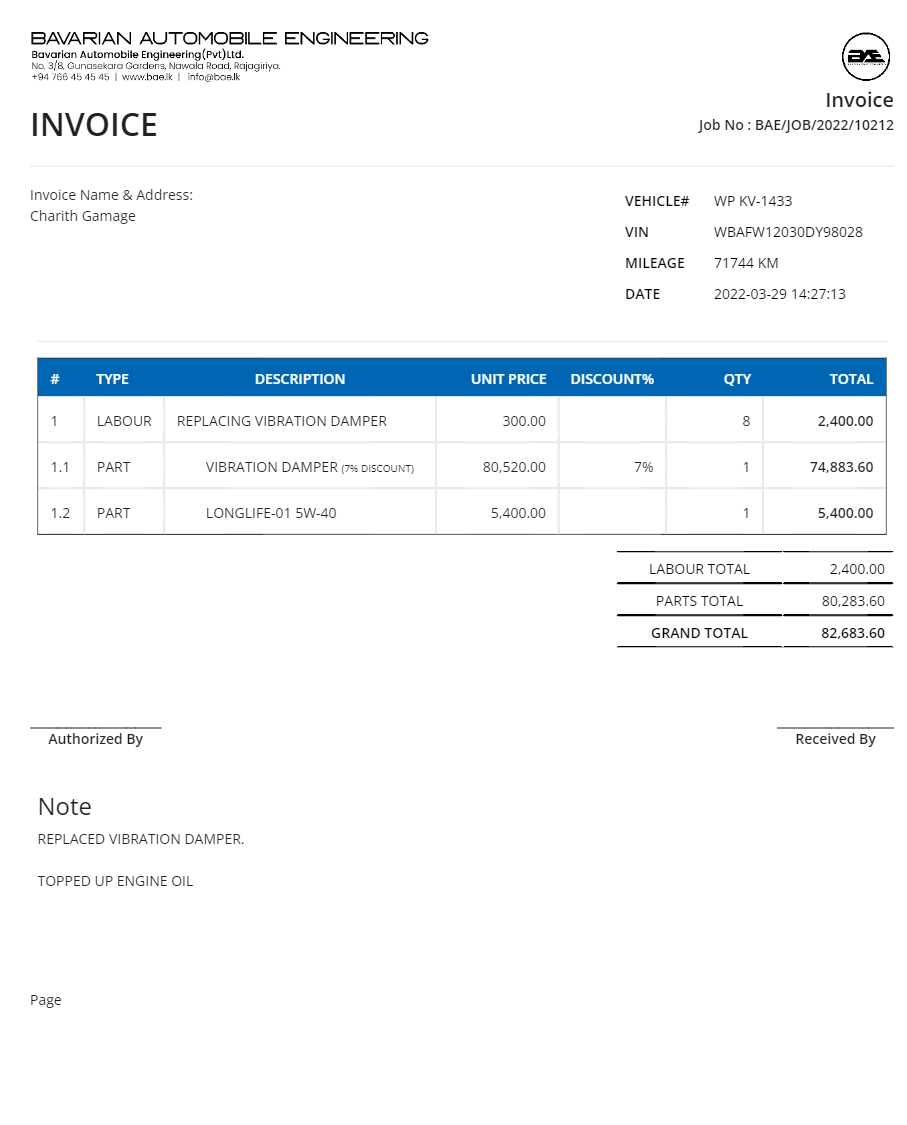 BAVARIAN AUTOMOBILE ENGINEERING
Bavarian Automobile Engineering(Pvt)Ltd.
No. 3/8, Gunasekara Gardens, Nawala Road, Rajagiriya.
+94 766 45 45 45 | www.bae.lk | info@bae.lk
BAE
Invoice
INVOICE
Job No : BAE/JOB/2022/10212
Invoice Name & Address:
Charith Gamage
VEHICLE# WP KV-1433
VIN WBAFW12030DY98028
MILEAGE 71744 KM
DATE 2022-03-29 14:27:13
# TYPE DESCRIPTION UNIT PRICE DISCOUNT% QTY TOTAL
1 LABOUR REPLACING VIBRATION DAMPER 300.00 8 2,400.00
1.1 PART VIBRATION DAMPER (7% DISCOUNT) 80,520.00 7% 1 74,883.60
1.2 PART LONGLIFE-01 5W-40 5,400.00 1 5,400.00
LABOUR TOTAL 2,400.00
PARTS TOTAL 80,283.60
GRAND TOTAL 82,683.60
Authorized By Received By
Note
REPLACED VIBRATION DAMPER.
TOPPED UP ENGINE OIL
Page